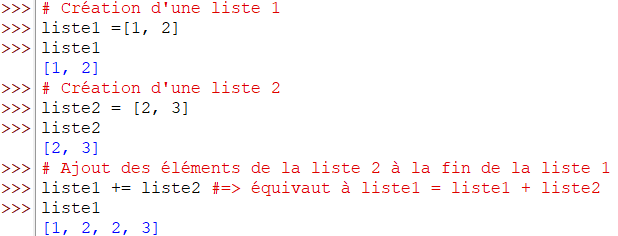 >>> # Création d'une liste 1
>>> liste1 =[1, 2]
>>> liste1
[1, 2]
>>> # Création d'une liste 2
>>> liste2 = [2, 3]
>>> liste2
[2, 3]
>>> # Ajout des éléments de la liste 2 à la fin de la liste 1
>>> liste1 += liste2 #=> équivaut à liste1 = liste1 + liste2
>>> liste1
[1, 2, 2, 3]